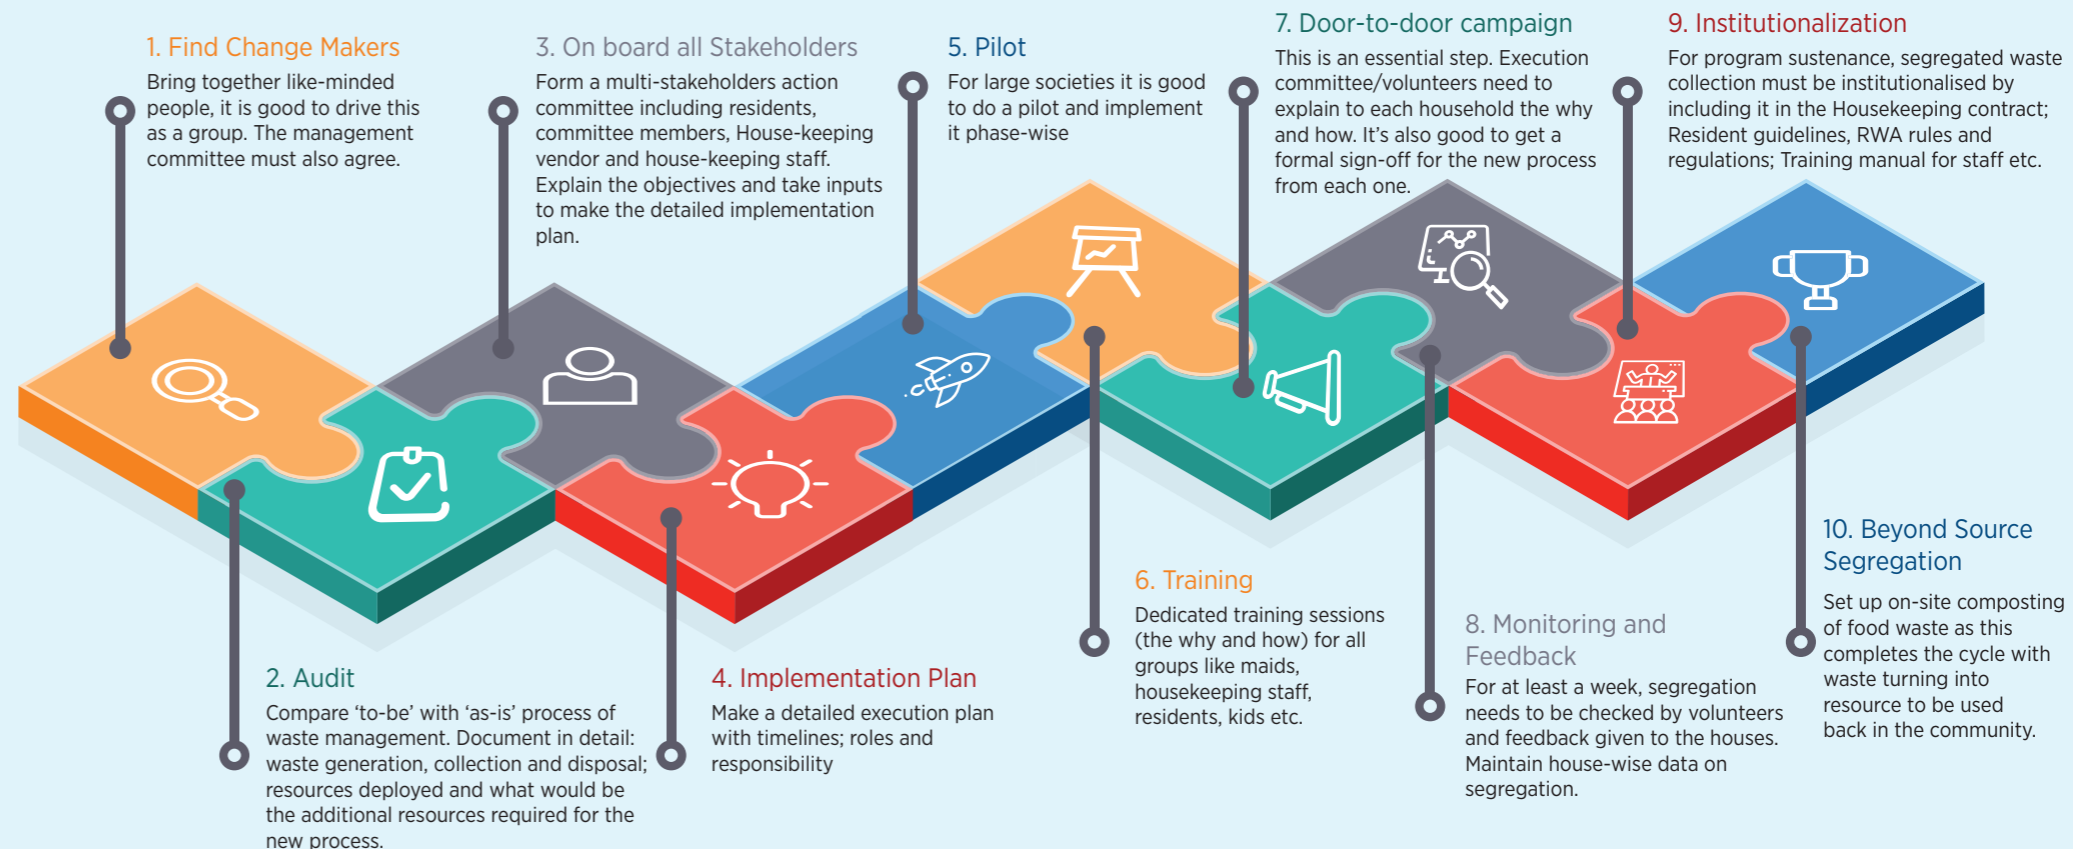 1. Find Change Makers
Bring together like-minded
people, it is good to drive this
as a group. The management
committee must also agree.
2. Audit
Compare ‘to-be’ with ‘as-is’ process of
waste management. Document in detail:
waste generation, collection and disposal;
resources deployed and what would be
the additional resources required for the
new process.
3. On board all Stakeholders
Form a multi-stakeholders action
committee including residents,
committee members, House-keeping
vendor and house-keeping staff.
Explain the objectives and take inputs
to make the detailed implementation
plan.
4. Implementation Plan
Make a detailed execution plan
with timelines; roles and
responsibility
5. Pilot
For large societies it is good
to do a pilot and implement
it phase-wise
6. Training
Dedicated training sessions
(the why and how) for all
groups like maids,
housekeeping staff,
residents, kids etc.
7. Door-to-door campaign
This is an essential step. Execution
committee/volunteers need to
explain to each household the why
and how. It’s also good to get a
formal sign-off for the new process
from each one.
8. Monitoring and
Feedback
For at least a week, segregation
needs to be checked by volunteers
and feedback given to the houses.
Maintain house-wise data on
segregation.
9. Institutionalization
For program sustenance, segregated waste
collection must be institutionalised by
including it in the Housekeeping contract;
Resident guidelines, RWA rules and
regulations; Training manual for staff etc.
10. Beyond Source
Segregation
Set up on-site composting
of food waste as this
completes the cycle with
waste turning into
resource to be used
back in the community.